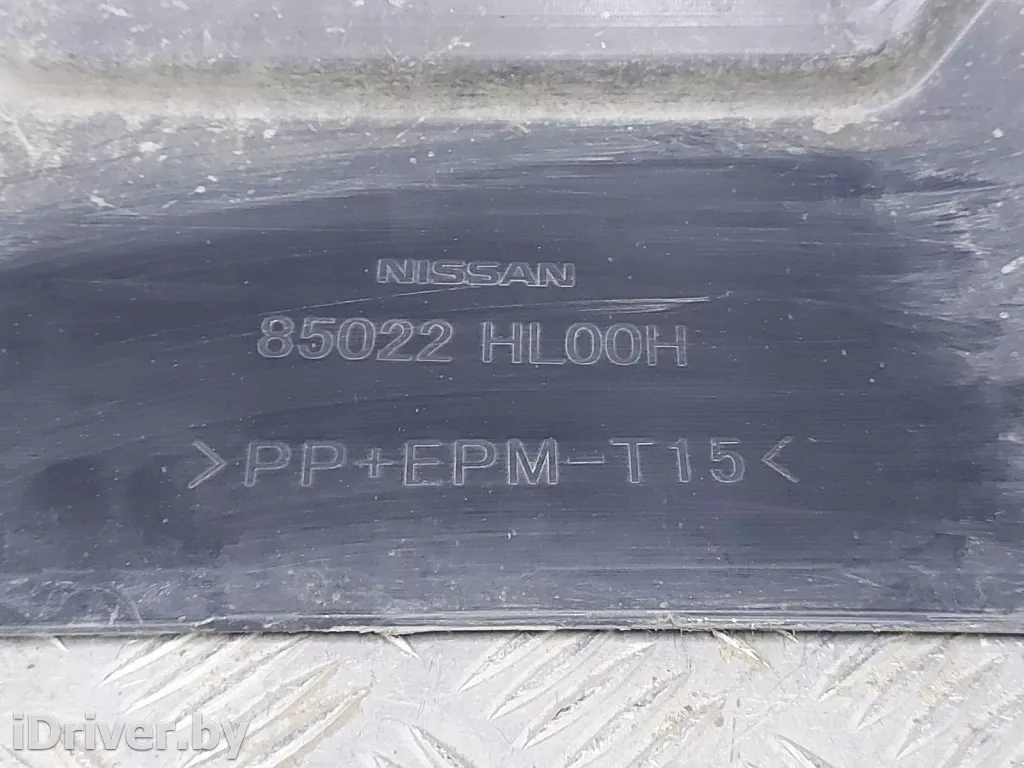 NISSAN
85022 HL00H
>PP+EPM-T15<
iDriver.by